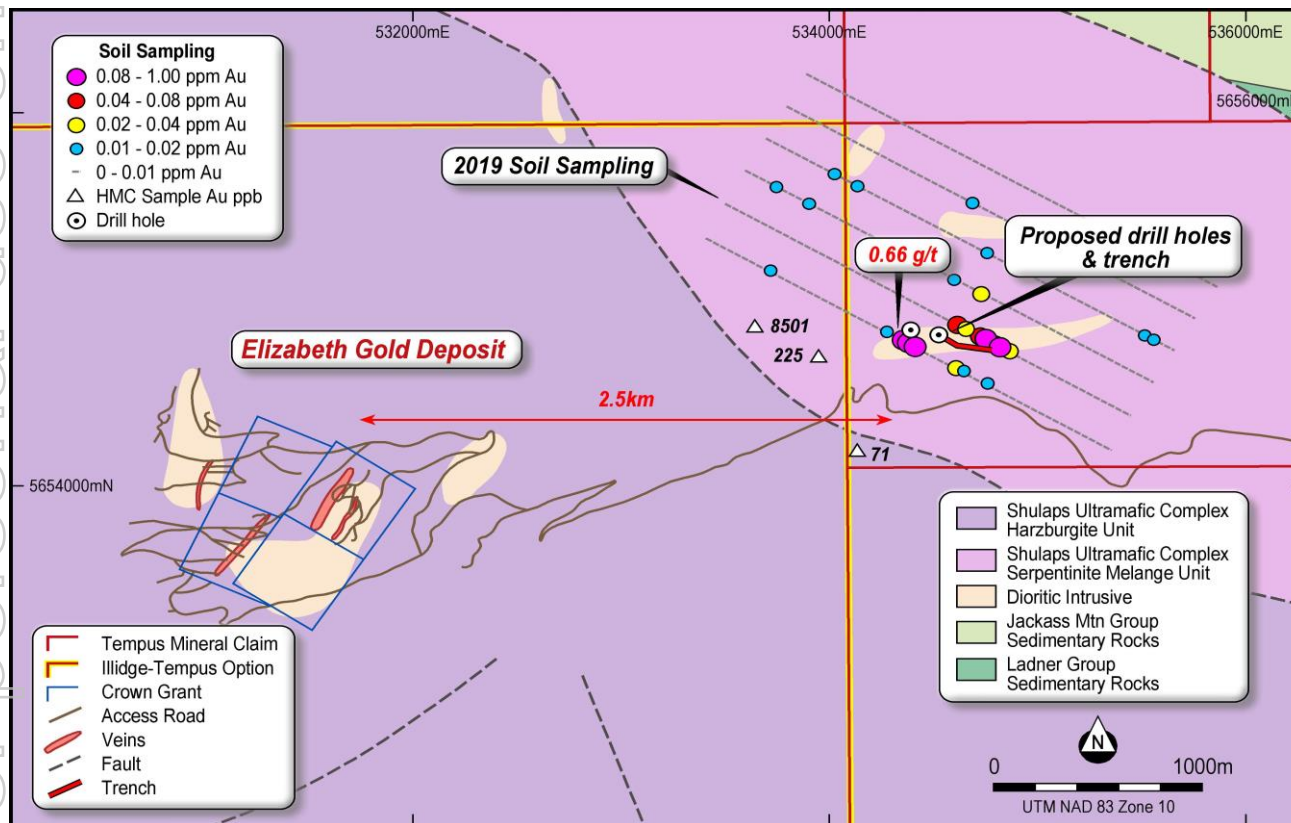 532000mE
534000mE
536000mE
5656000mN
Soil Sampling
0.08 - 1.00 ppm Au
0.04 - 0.08 ppm Au
0.02 - 0.04 ppm Au
0.01 - 0.02 ppm Au
0 - 0.01 ppm Au
HMC Sample Au ppb
Drill hole
2019 Soil Sampling
Proposed drill holes
& trench
0.66 g/t
8501
225
Elizabeth Gold Deposit
2.5km
71
5654000mN
Shulaps Ultramafic Complex
Harzburgite Unit
Shulaps Ultramafic Complex
Serpentinite Melange Unit
Dioritic Intrusive
Jackass Mtn Group
Sedimentary Rocks
Ladner Group
Sedimentary Rocks
Tempus Mineral Claim
Illidge-Tempus Option
Crown Grant
Access Road
Veins
Fault
Trench
N
0 1000m
UTM NAD 83 Zone 10